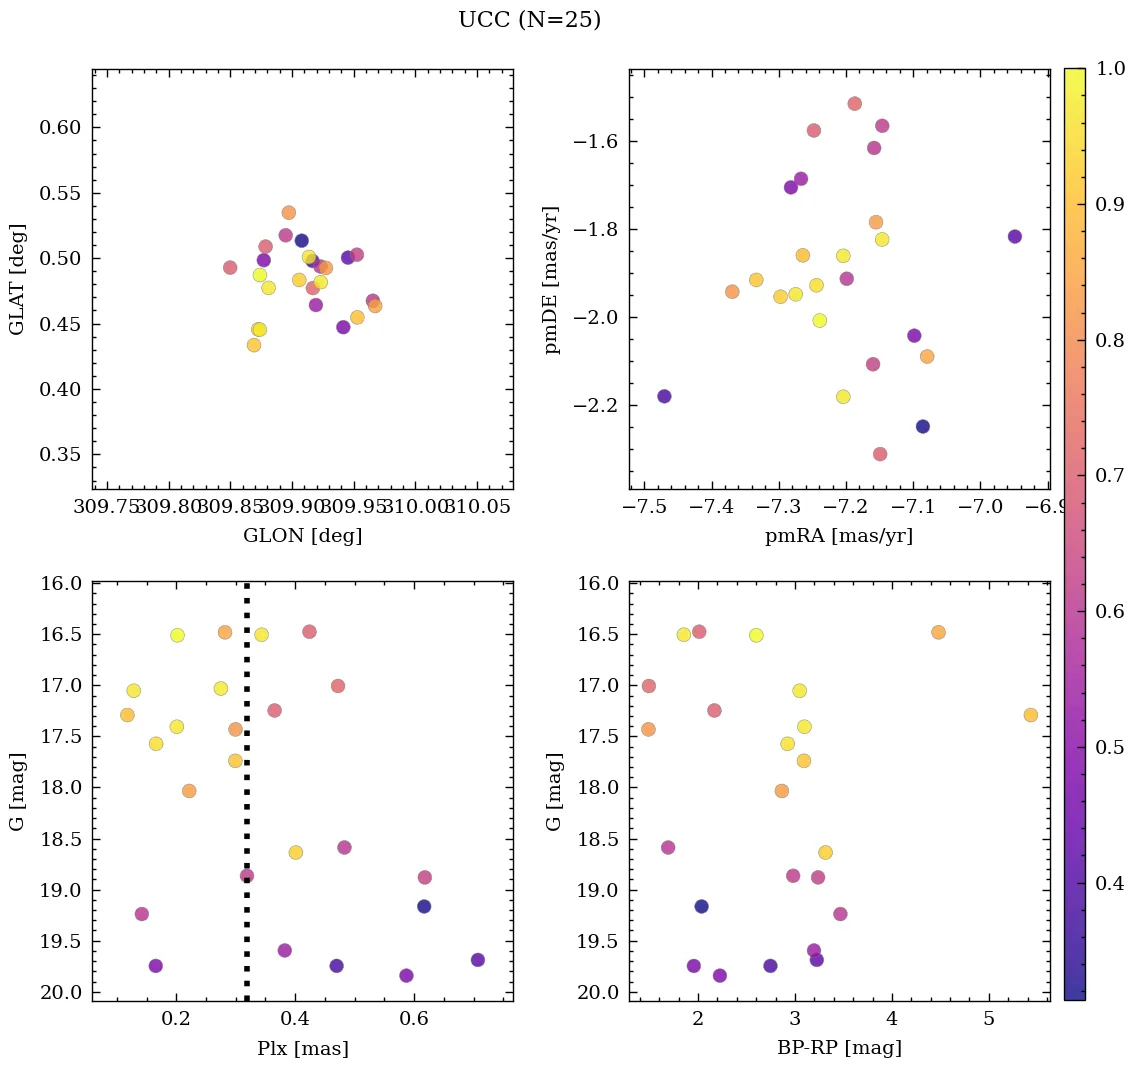 UCC (N=25)
0.60
0.55
0.50
0.45
0.40
0.35
GLAT [deg]
309.75 309.80 309.85 309.90 309.95 310.00 310.05
GLON [deg]
−1.6
−1.8
−2.0
−2.2
pmDE [mas/yr]
−7.5 −7.4 −7.3 −7.2 −7.1 −7.0 −6.9
pmRA [mas/yr]
16.0
16.5
17.0
17.5
18.0
18.5
19.0
19.5
20.0
G [mag]
0.2 0.4 0.6
Plx [mas]
16.0
16.5
17.0
17.5
18.0
18.5
19.0
19.5
20.0
G [mag]
2 3 4 5
BP-RP [mag]
1.0
0.9
0.8
0.7
0.6
0.5
0.4